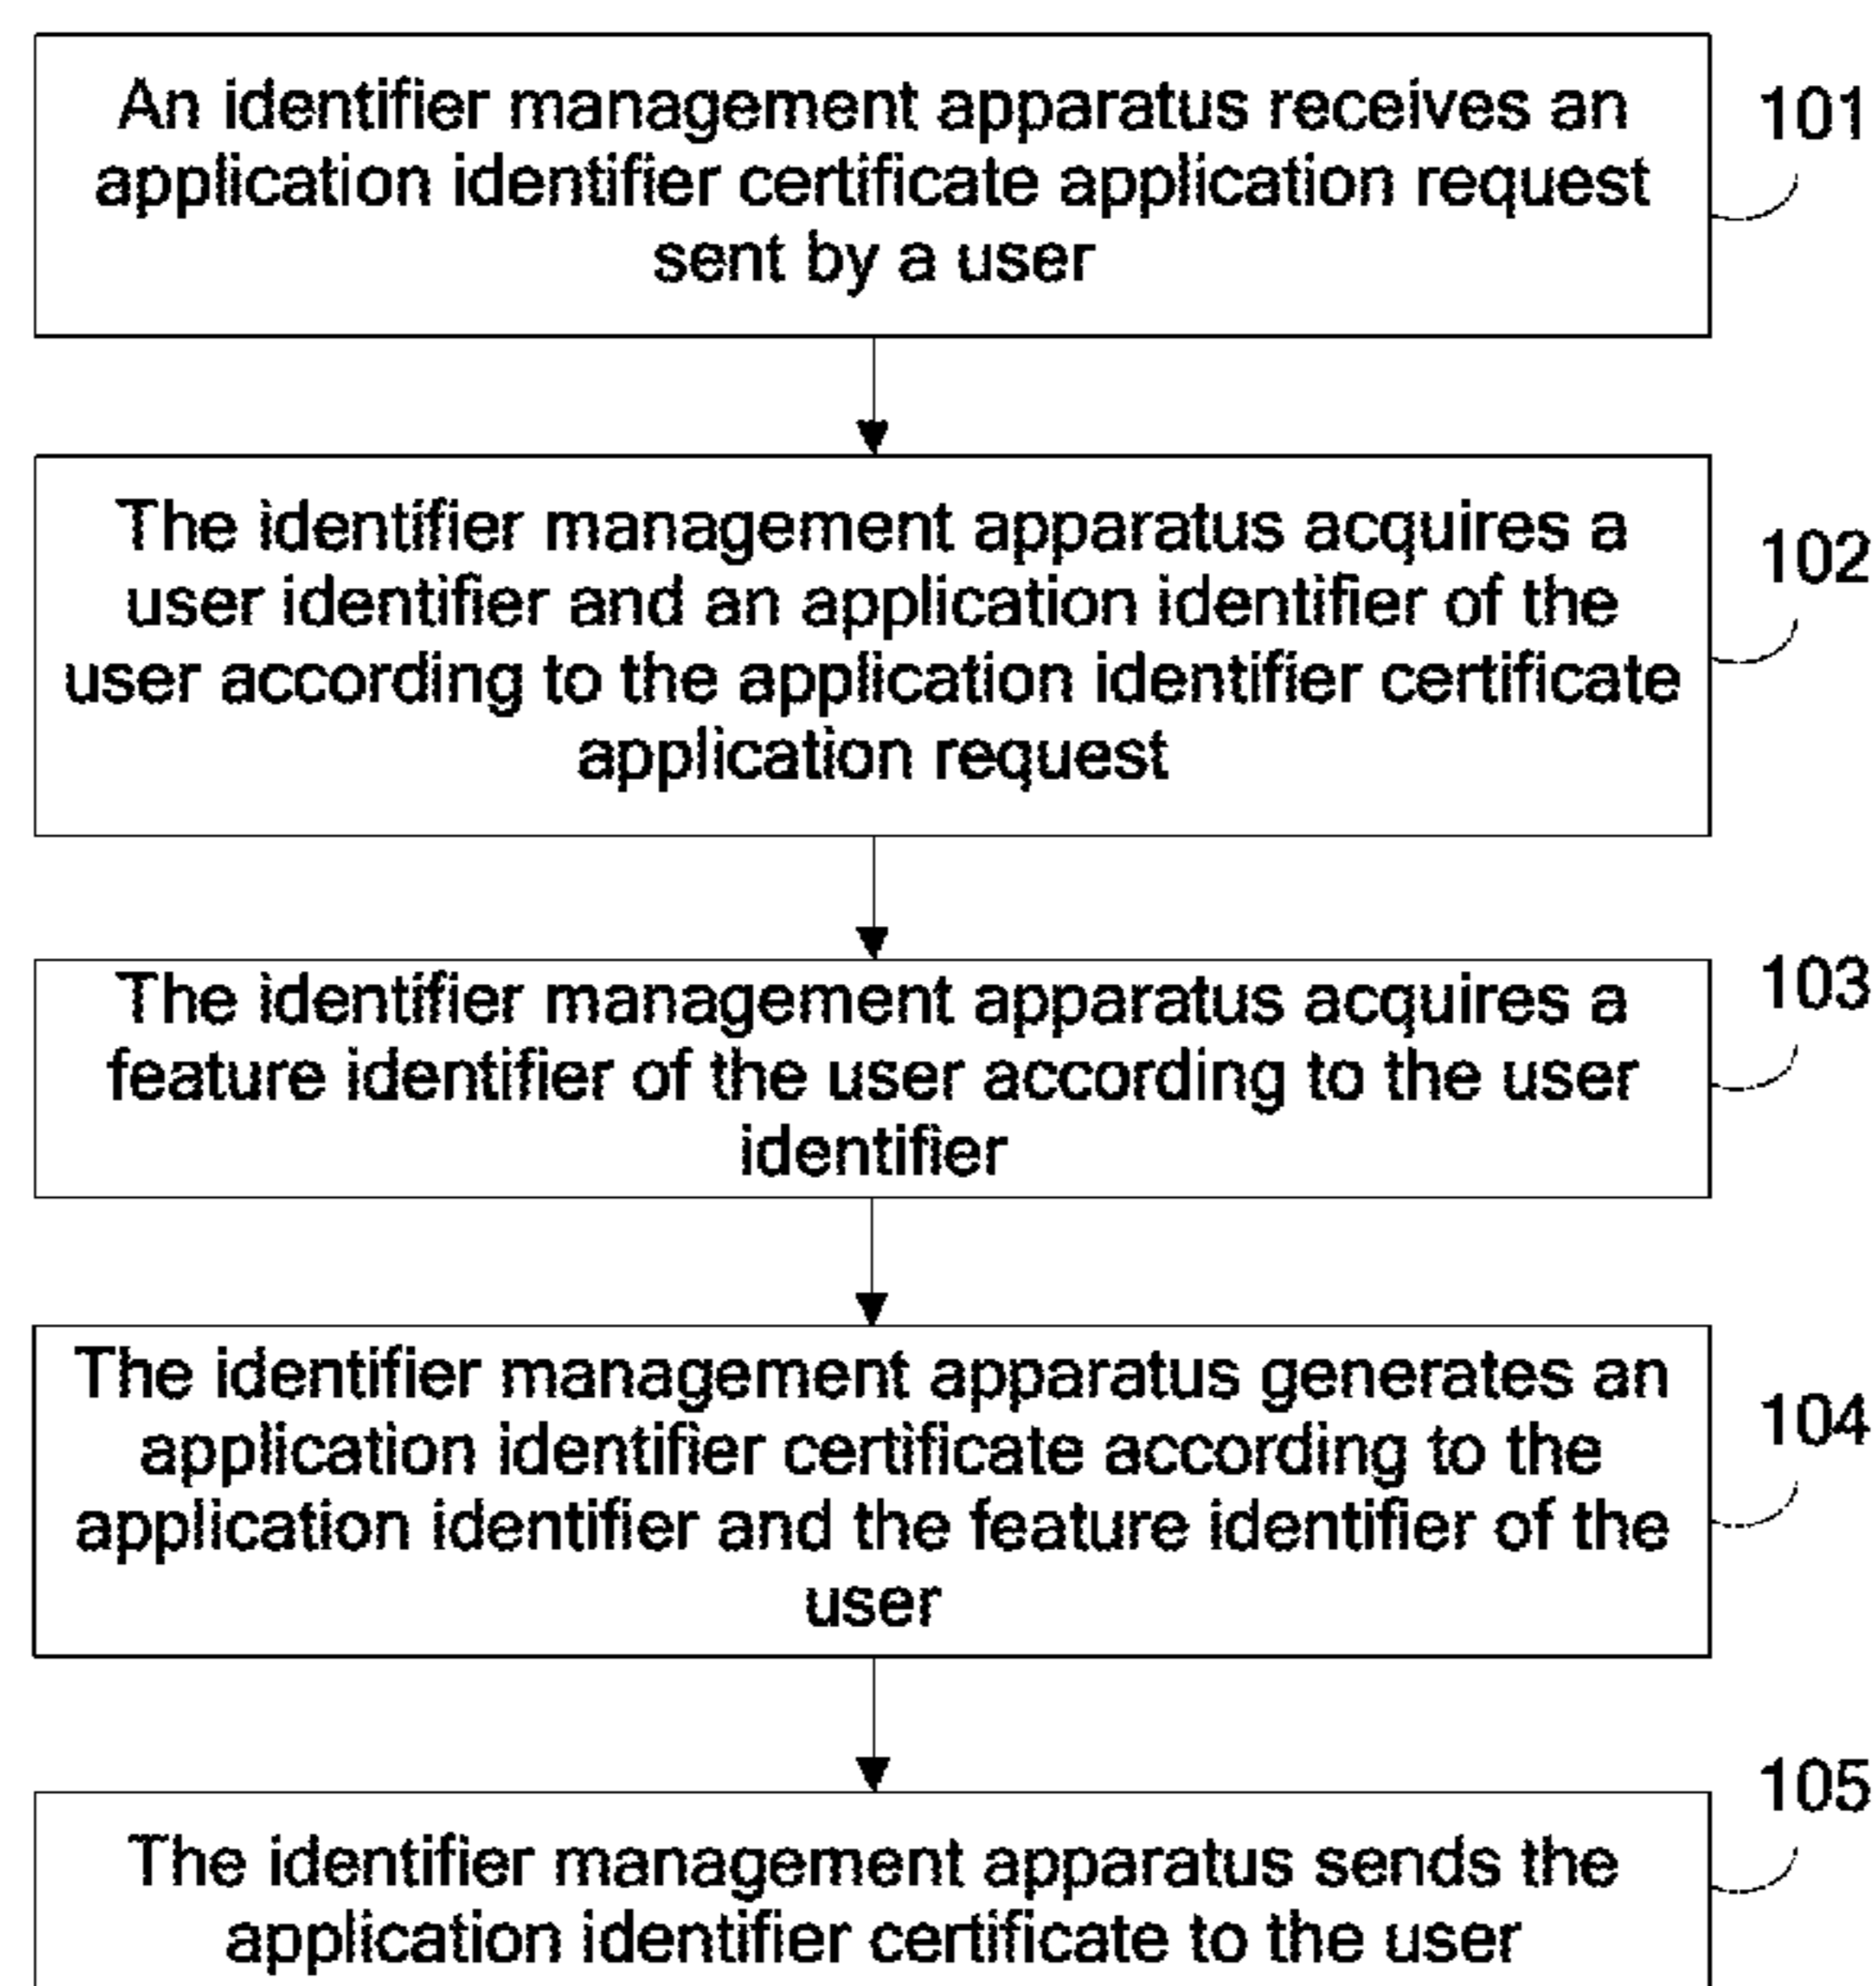 An identifier management apparatus receives an
application identifier certificate application request
sent by a user
101
The identifier management apparatus acquires a
user identifier and an application identifier of the
user according to the application identifier certificate
application request
102
The identifier management apparatus acquires a
feature identifier of the user according to the user
identifier
103
The identifier management apparatus generates an
application identifier certificate according to the
application identifier and the feature identifier of the
user
104
The identifier management apparatus sends the
application identifier certificate to the user
105